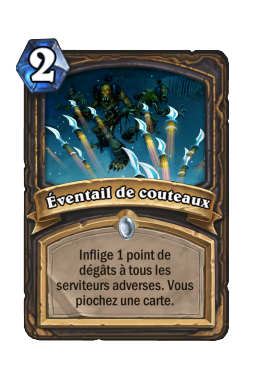 2
Éventail de couteaux
Inflige 1 point de
dégâts à tous les
serviteurs adverses. Vous
piochez une carte.